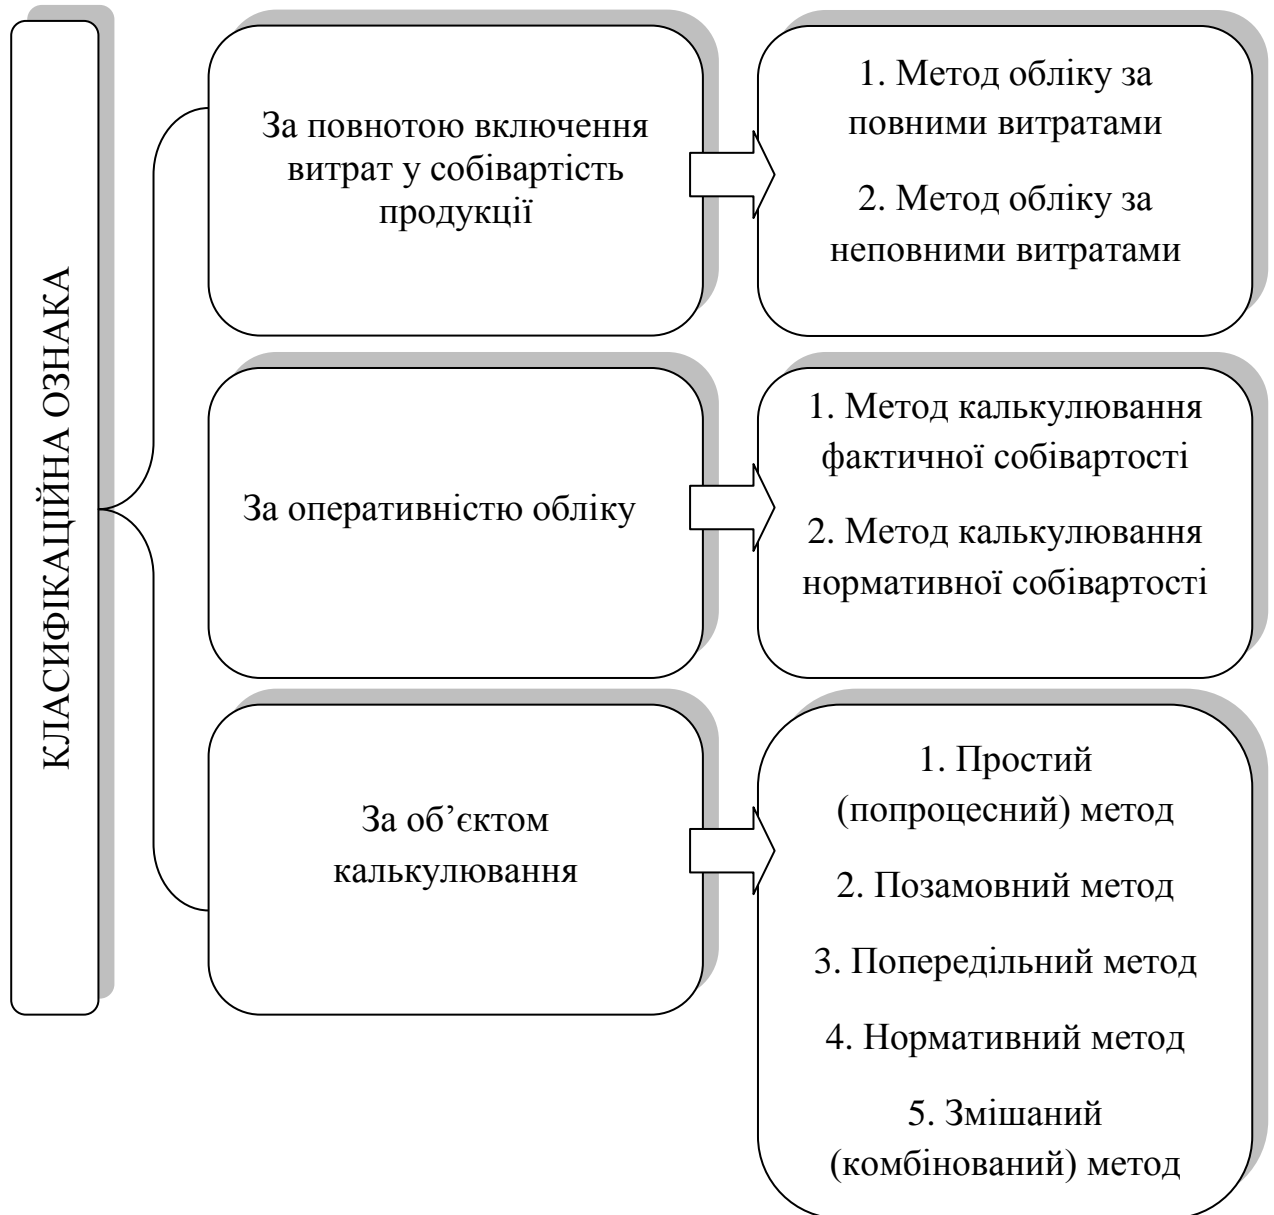 КЛАСИФІКАЦІЙНА ОЗНАКА
За повнотою включення
витрат у собівартість
продукції
1. Метод обліку за
повними витратами
2. Метод обліку за
неповними витратами
За оперативністю обліку
1. Метод калькулювання
фактичної собівартості
2. Метод калькулювання
нормативної собівартості
За об’єктом
калькулювання
1. Простий
(попроцесний) метод
2. Позамовний метод
3. Попередільний метод
4. Нормативний метод
5. Змішаний
(комбінований) метод